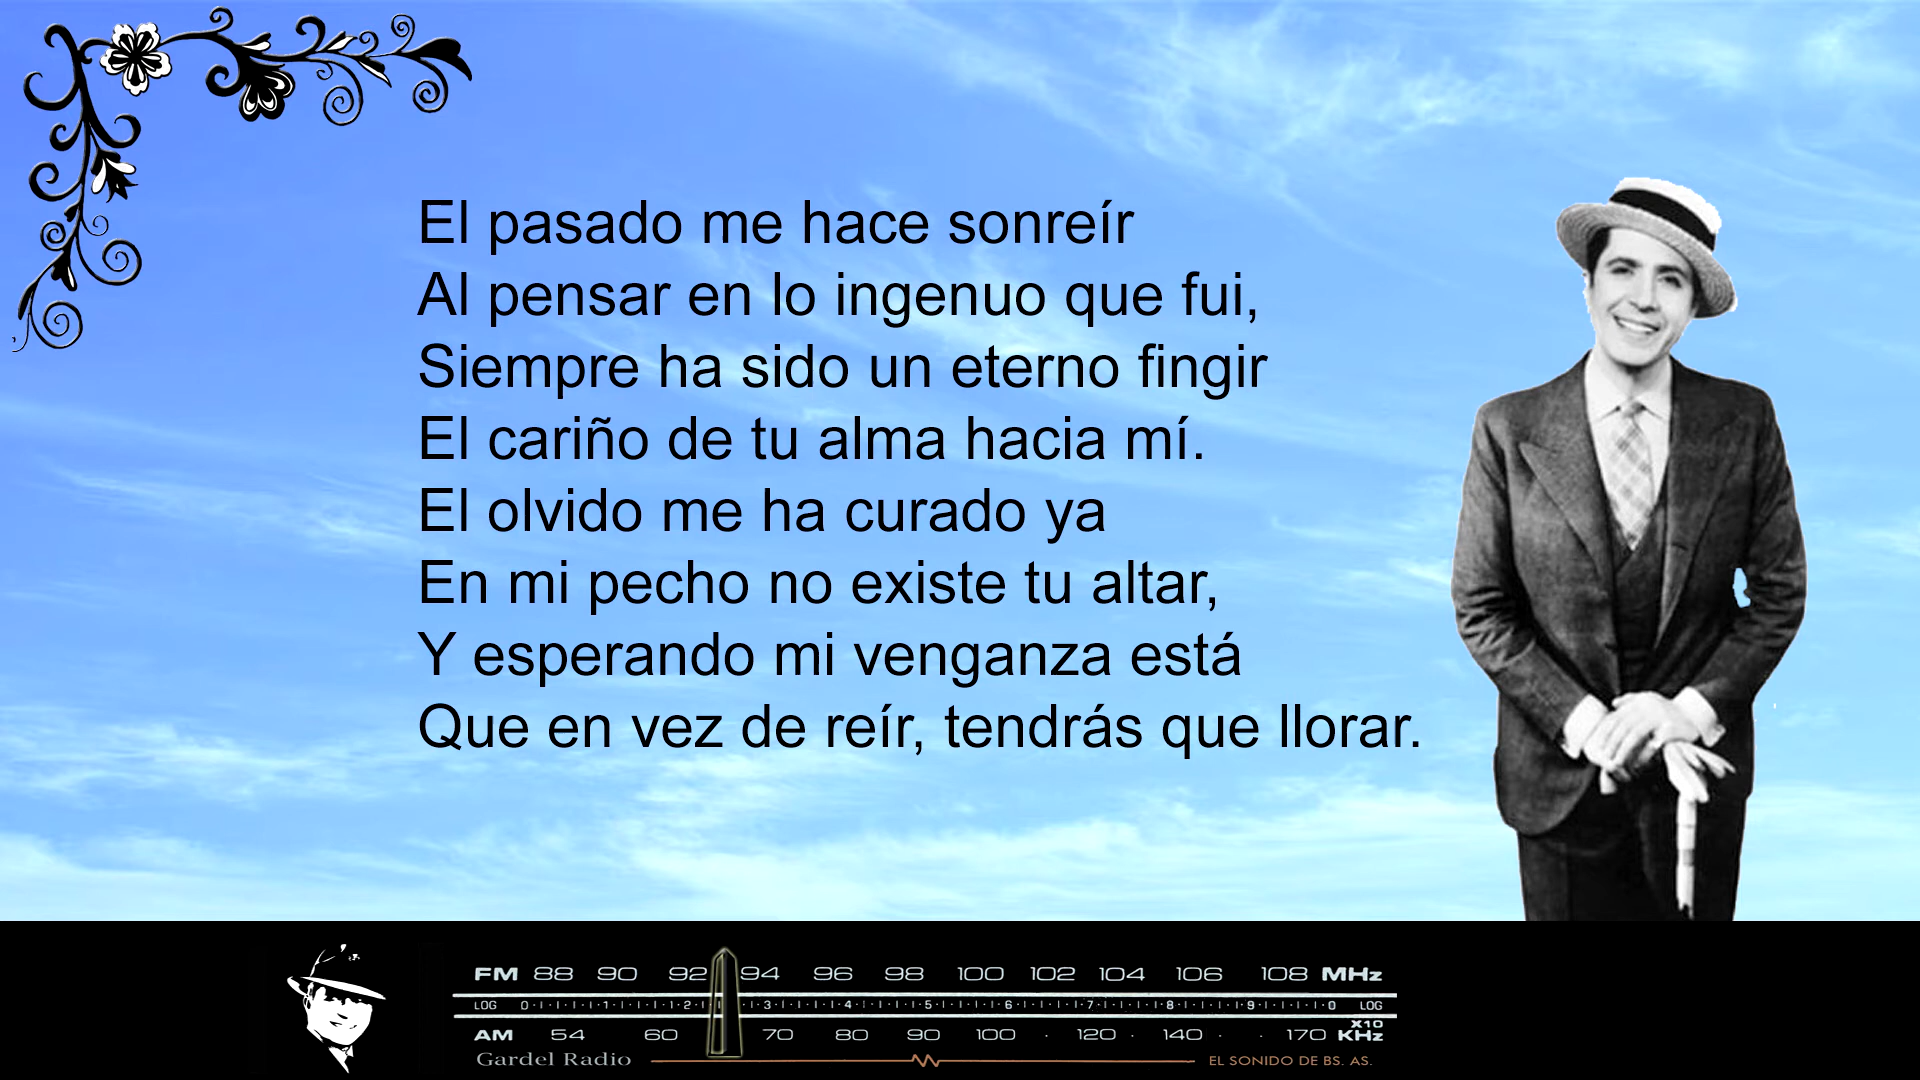 El pasado me hace sonreír
Al pensar en lo ingenuo que fui,
Siempre ha sido un eterno fingir
El cariño de tu alma hacia mí.
El olvido me ha curado ya
En mi pecho no existe tu altar,
Y esperando mi venganza está
Que en vez de reír, tendrás que llorar.
FM 88 90 92 94 96 98 100 102 104 106 108 MHz
LOG 0 1 2 3 4 5 6 7 8 9 0 LOG
AM 54 60 70 80 90 100 120 140 170 X10 KHz
Gardel Radio EL SONIDO DE BS. AS.